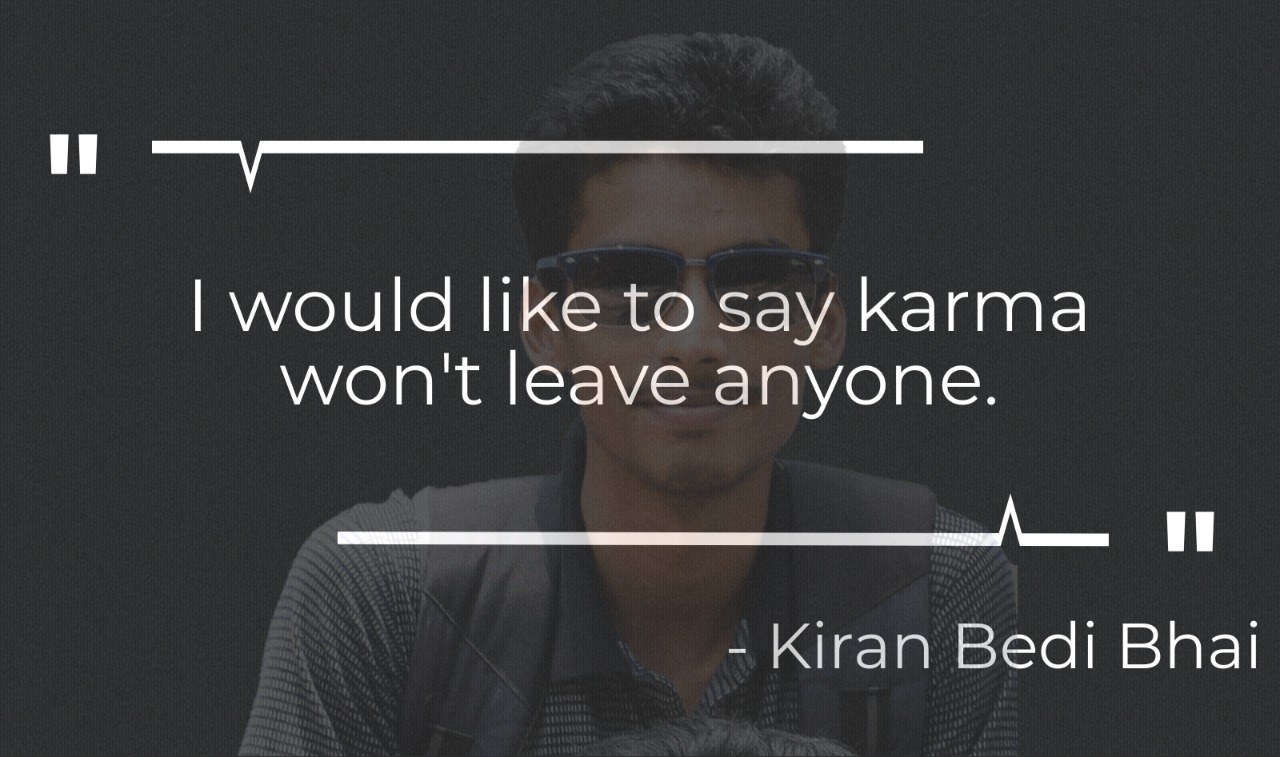 "
I would like to say karma
won't leave anyone.
"
- Kiran Bedi Bhai